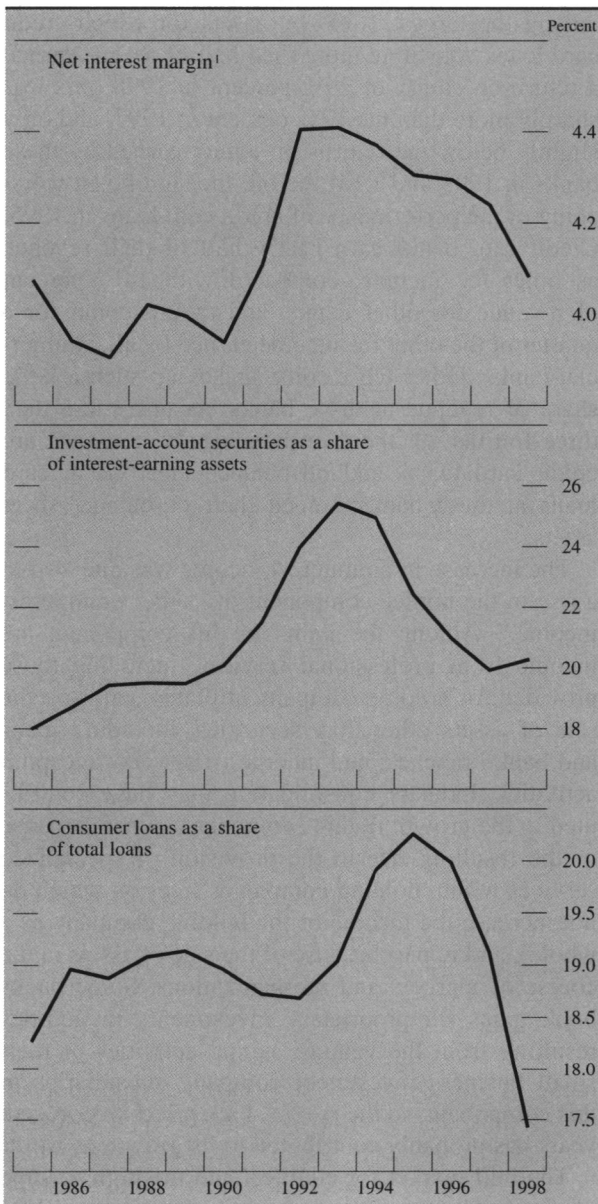 Percent
Net interest margin¹
4.4
4.2
4.0
Investment-account securities as a share
of interest-earning assets
26
24
22
20
18
Consumer loans as a share
of total loans
20.0
19.5
19.0
18.5
18.0
17.5
1986 1988 1990 1992 1994 1996 1998